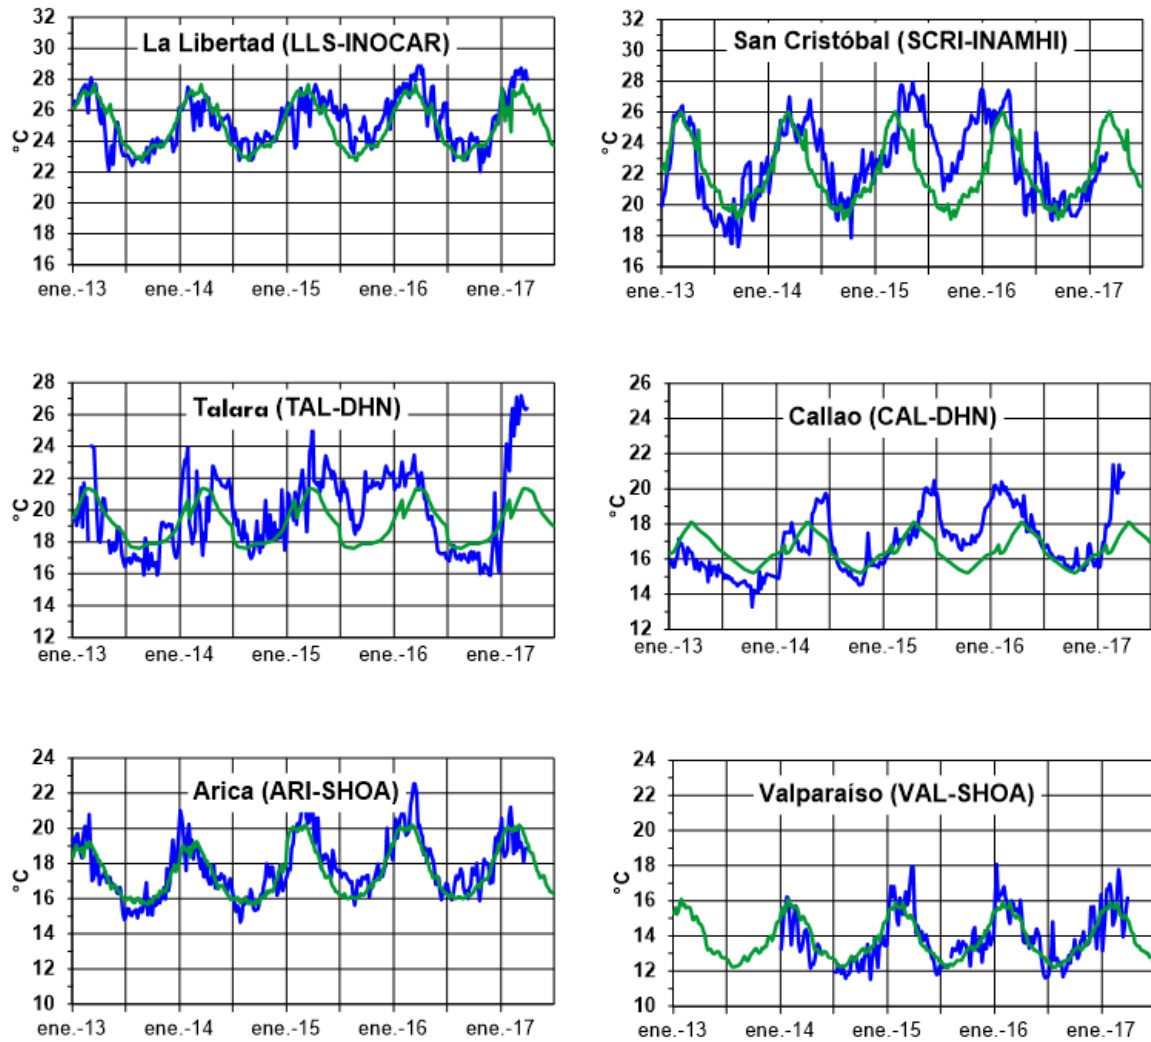 La Libertad (LLS-INOCAR)
°C
32
30
28
26
24
22
20
18
16
ene.-13 ene.-14 ene.-15 ene.-16 ene.-17
San Cristóbal (SCRI-INAMHI)
°C
32
30
28
26
24
22
20
18
16
ene.-13 ene.-14 ene.-15 ene.-16 ene.-17
Talara (TAL-DHN)
°C
28
26
24
22
20
18
16
14
12
ene.-13 ene.-14 ene.-15 ene.-16 ene.-17
Callao (CAL-DHN)
°C
26
24
22
20
18
16
14
12
ene.-13 ene.-14 ene.-15 ene.-16 ene.-17
Arica (ARI-SHOA)
°C
24
22
20
18
16
14
12
10
ene.-13 ene.-14 ene.-15 ene.-16 ene.-17
Valparaíso (VAL-SHOA)
°C
24
22
20
18
16
14
12
10
ene.-13 ene.-14 ene.-15 ene.-16 ene.-17